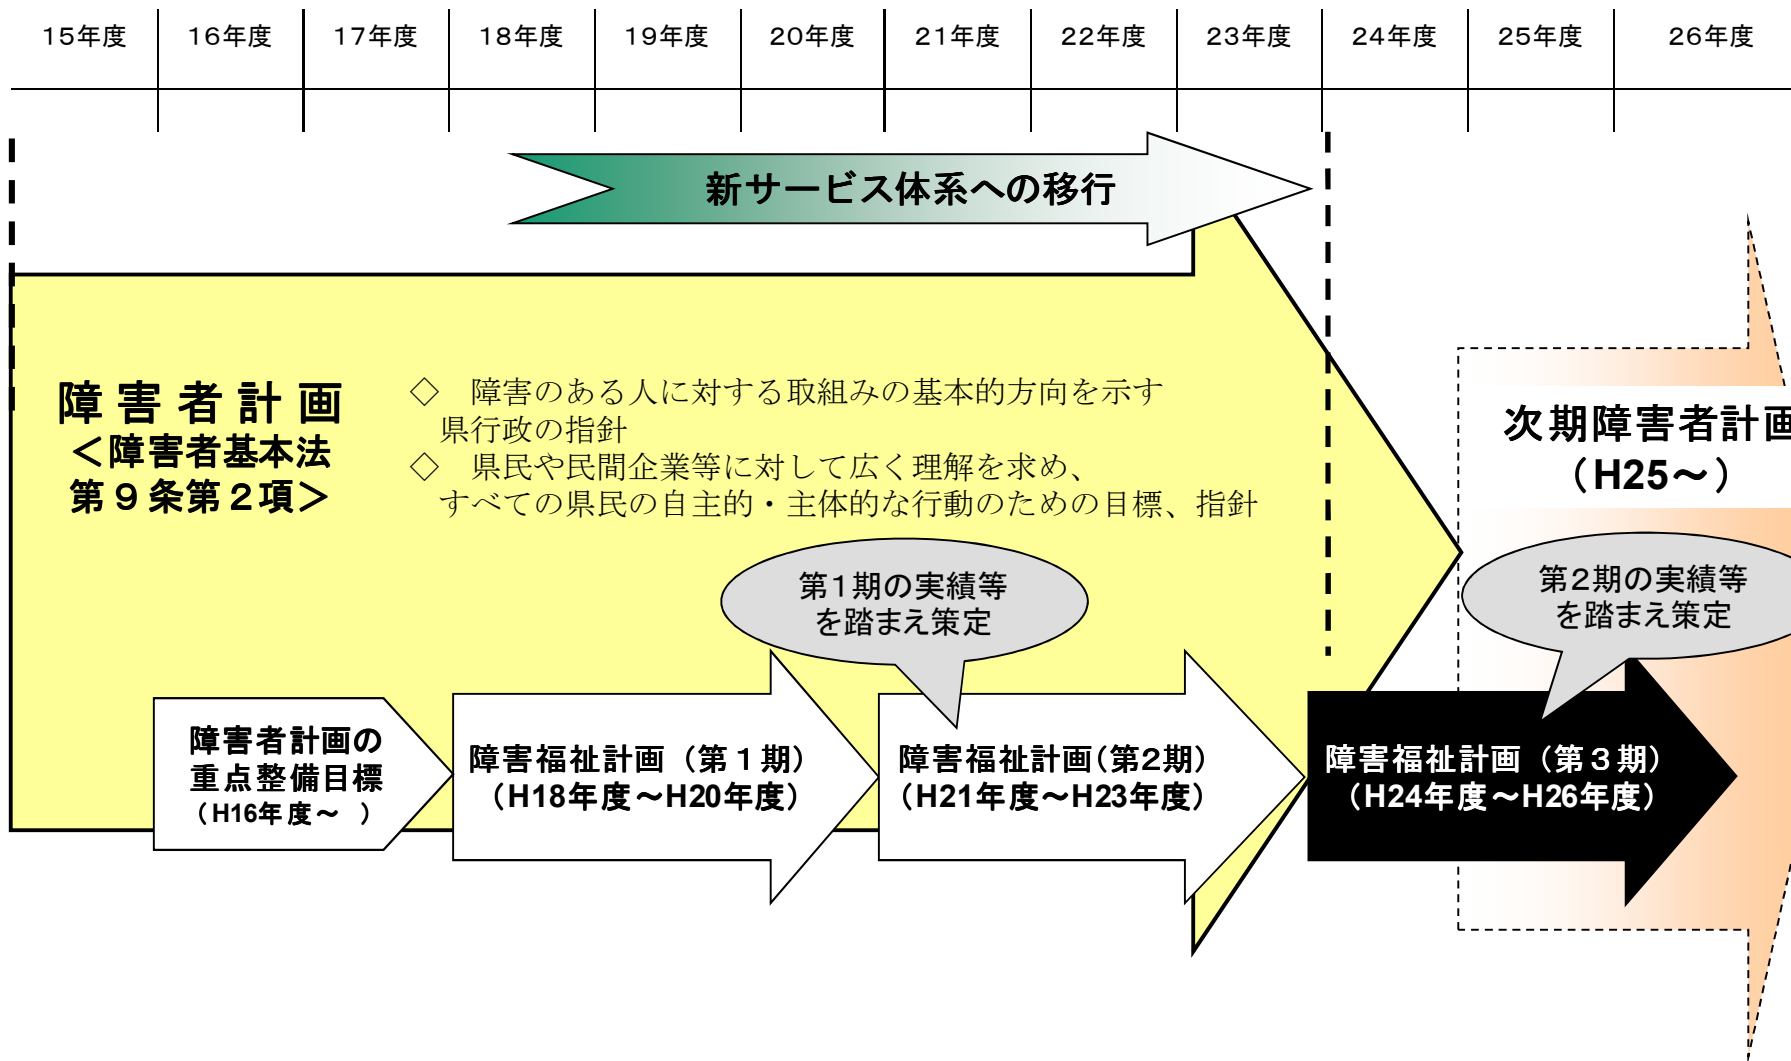 15年度 16年度 17年度 18年度 19年度 20年度 21年度 22年度 23年度 24年度 25年度 26年度
新サービス体系への移行
障害者計画
＜障害者基本法
第９条第２項＞
◇　障害のある人に対する取組みの基本的方向を示す
県行政の指針
◇　県民や民間企業等に対して広く理解を求め、
すべての県民の自主的・主体的な行動のための目標、指針
次期障害者計画
（H25～）
第1期の実績等
を踏まえ策定
第2期の実績等
を踏まえ策定
障害者計画の
重点整備目標
（H16年度～　）
障害福祉計画（第１期）
（H18年度～H20年度）
障害福祉計画（第2期）
（H21年度～H23年度）
障害福祉計画（第３期）
（H24年度～H26年度）